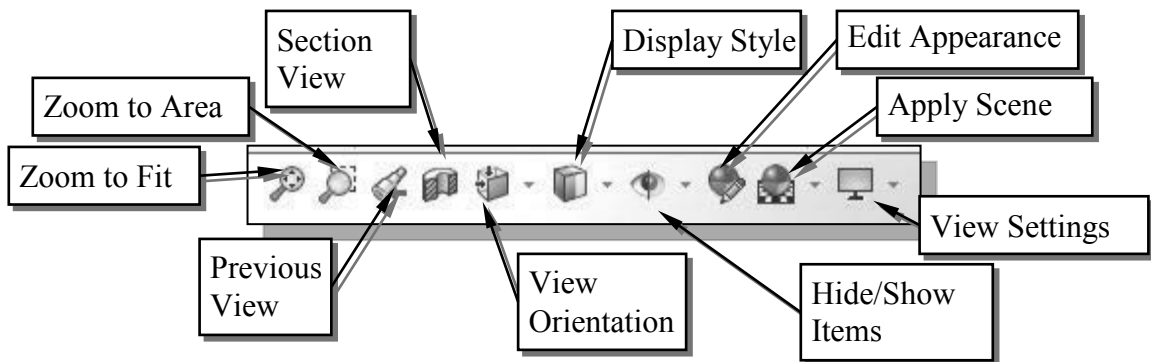 Section
View
Display Style
Edit Appearance
Zoom to Area
Apply Scene
Zoom to Fit
View Settings
Previous
View
View
Orientation
Hide/Show
Items